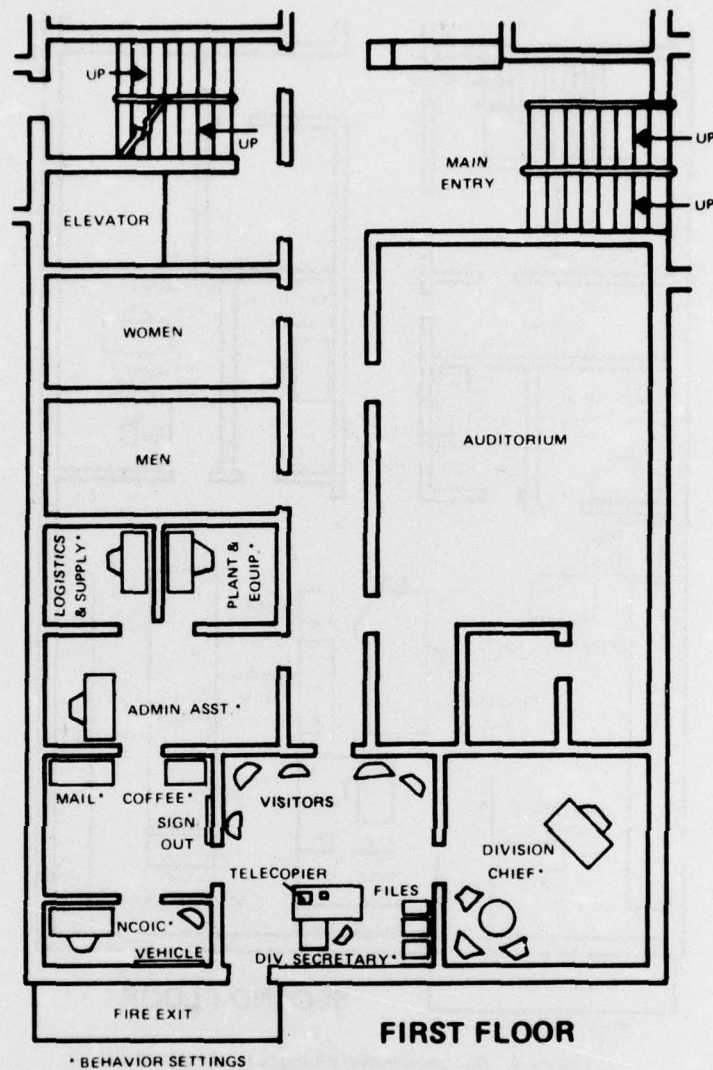 UP
UP
UP
UP
MAIN
ENTRY
ELEVATOR
WOMEN
MEN
AUDITORIUM
LOGISTICS
& SUPPLY*
PLANT &
EQUIP.*
ADMIN. ASST.*
MAIL* COFFEE*
SIGN-
OUT
VISITORS
DIVISION
CHIEF*
TELECOPIER
FILES
NCOIC*
VEHICLE
DIV. SECRETARY*
FIRE EXIT
FIRST FLOOR
* BEHAVIOR SETTINGS